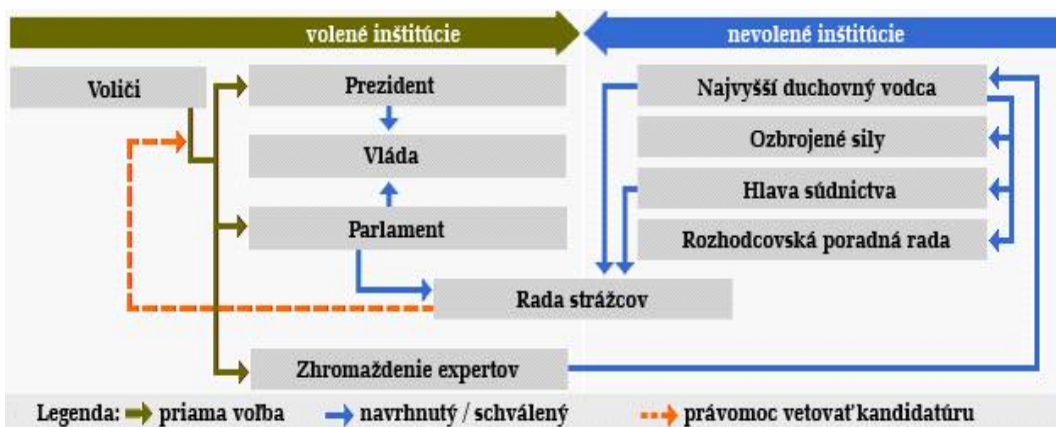 volené inštitúcie
nevolené inštitúcie
Voliči
Prezident
Najvyšší duchovný vodca
Vláda
Ozbrojené sily
Hlava súdnictva
Parlament
Rozhodcovská poradná rada
Rada strážcov
Zhromaždenie expertov
Legenda: priama voľba navrhnutý / schválený právomoc vetovať kandidatúru